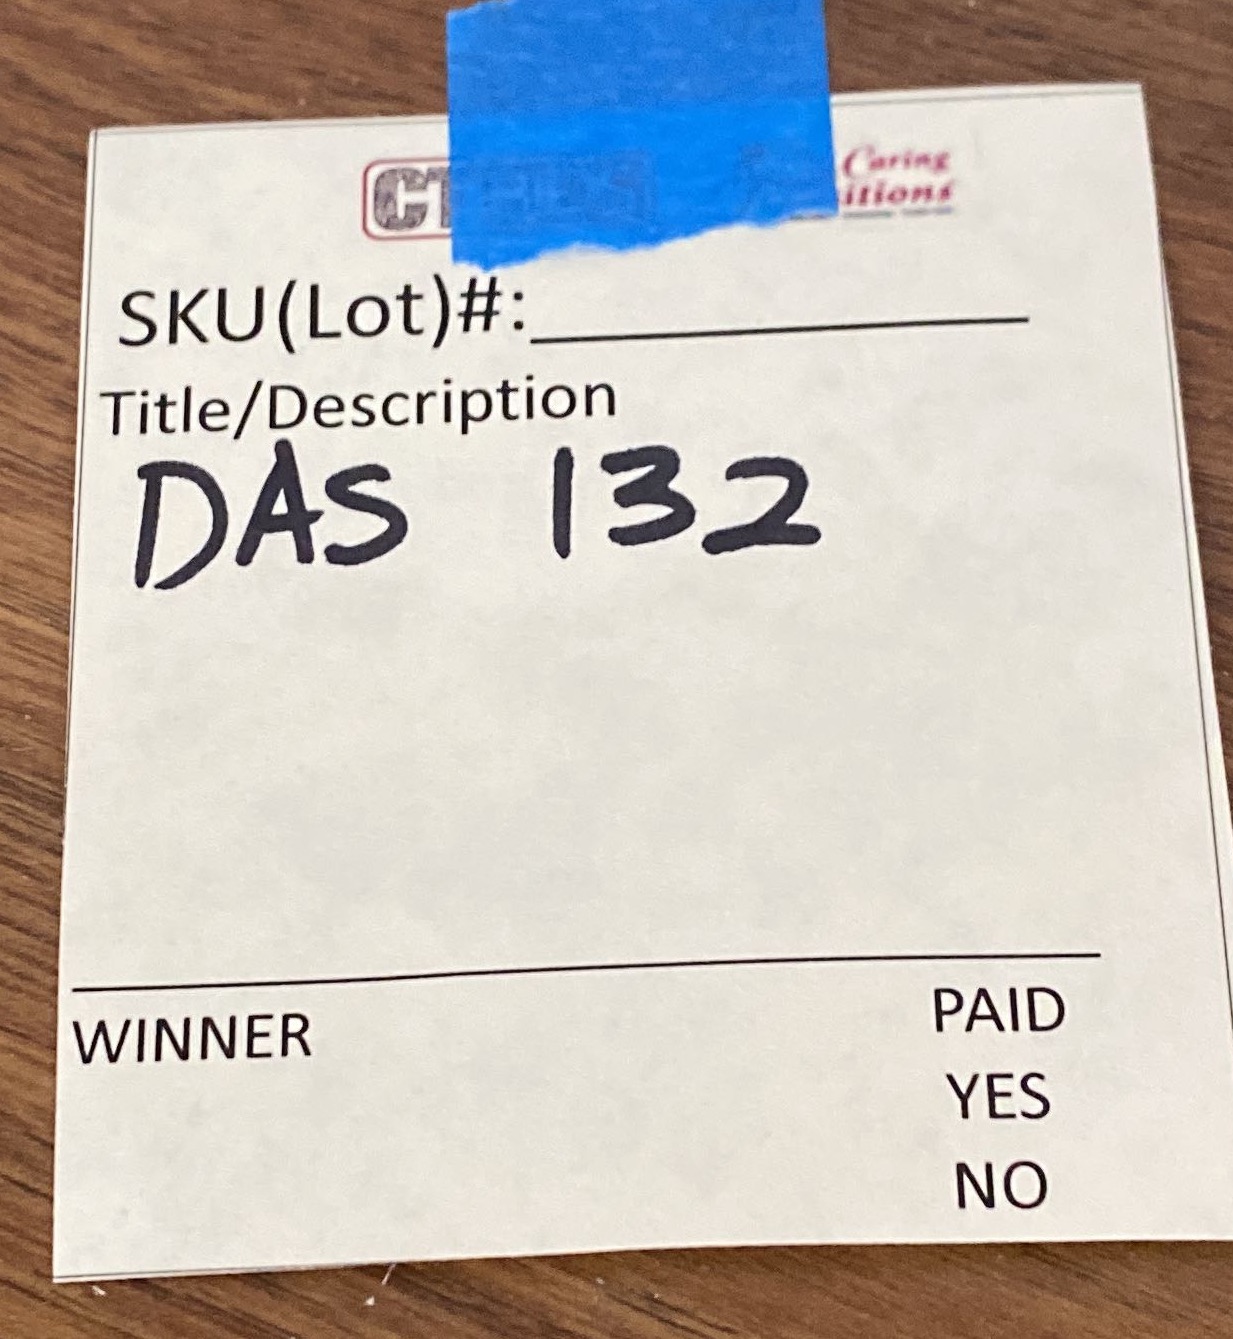 Caring
SKU(Lot)#:
Title/Description
DAS 132
WINNER
PAID
YES
NO